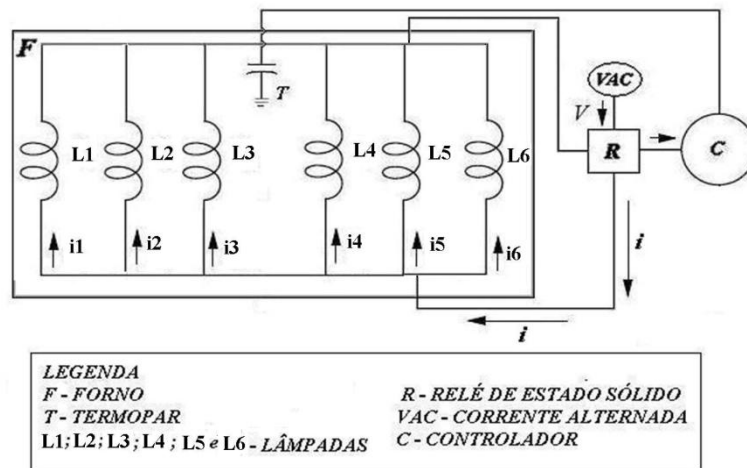 F
T
VAC
V
R
C
L1
L2
L3
L4
L5
L6
i1
i2
i3
i4
i5
i6
i
i
LEGENDA
F - FORNO
R - RELÉ DE ESTADO SÓLIDO
T - TERMOPAR
VAC - CORRENTE ALTERNADA
L1; L2; L3; L4 ; L5 e L6 - LÂMPADAS
C - CONTROLADOR